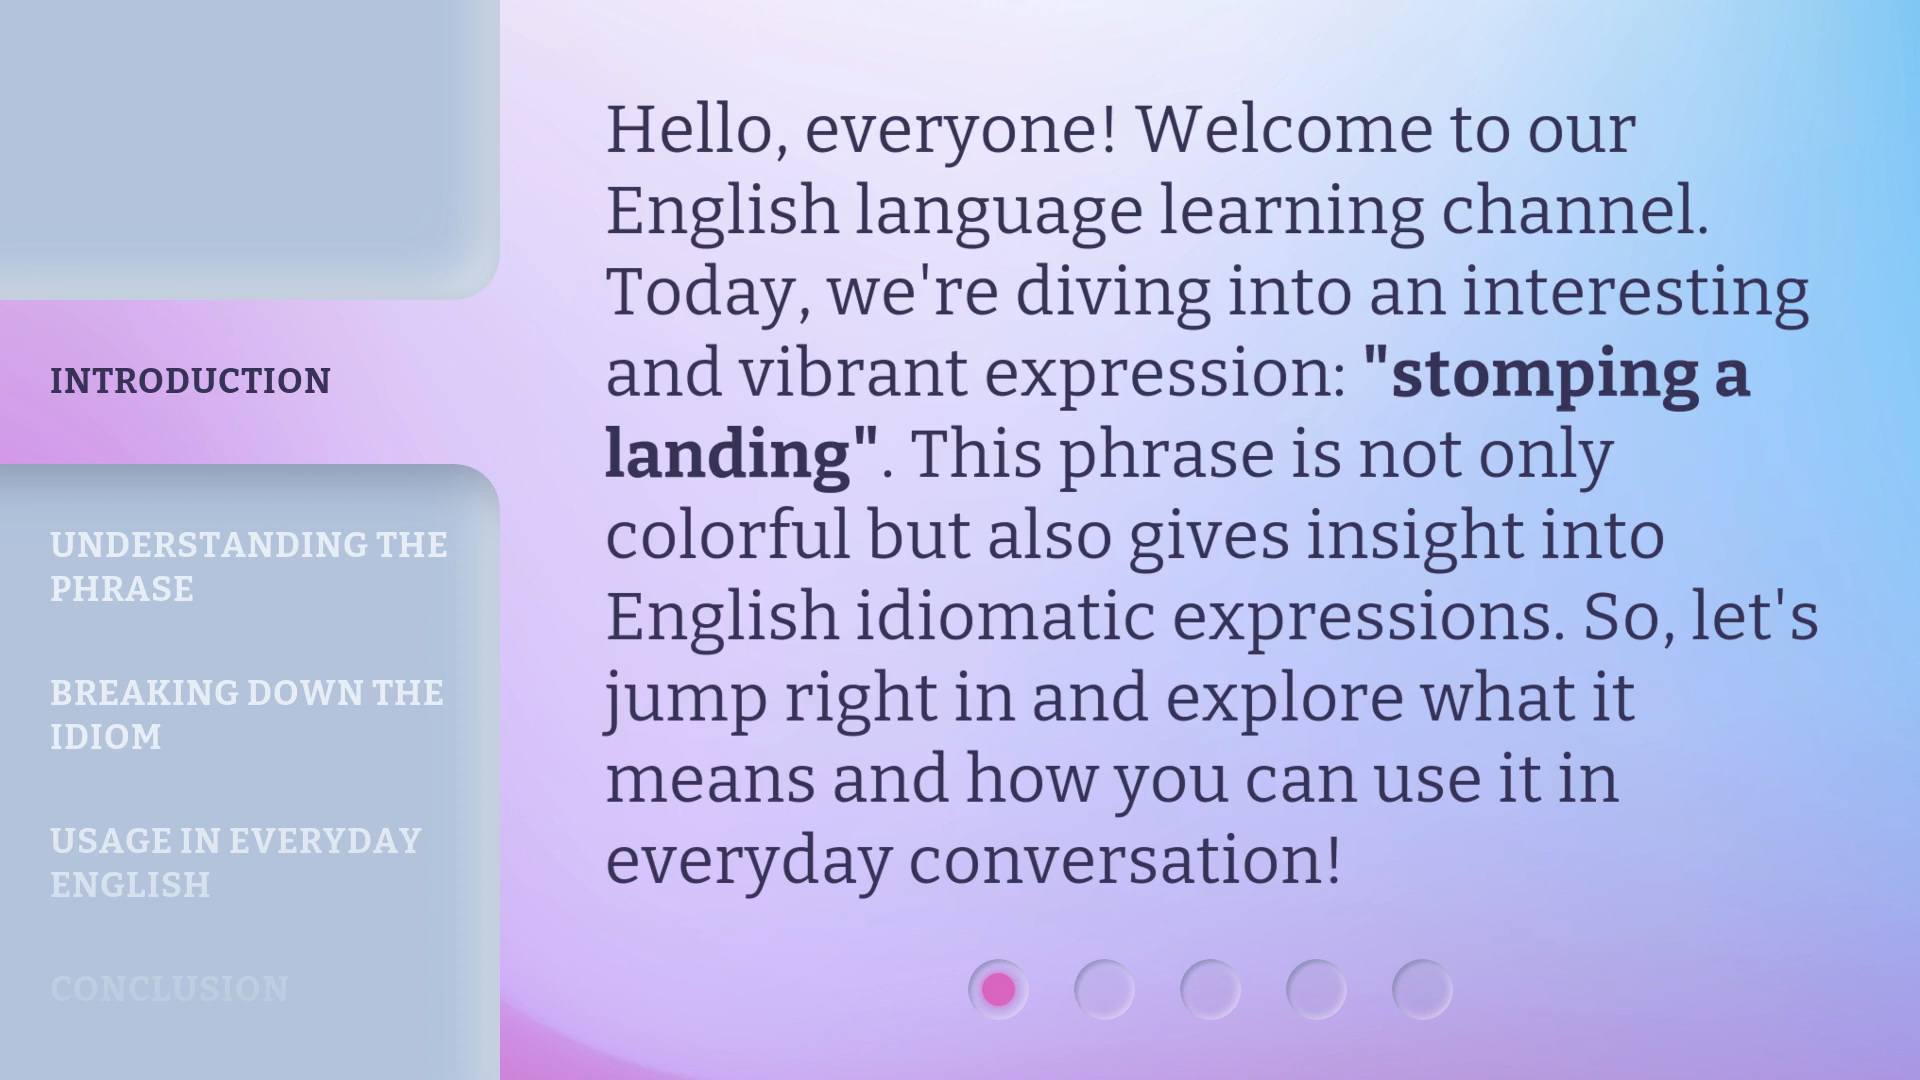 INTRODUCTION
UNDERSTANDING THE
PHRASE
BREAKING DOWN THE
IDIOM
USAGE IN EVERYDAY
ENGLISH
CONCLUSION
Hello, everyone! Welcome to our
English language learning channel.
Today, we're diving into an interesting
and vibrant expression: "stomping a
landing". This phrase is not only
colorful but also gives insight into
English idiomatic expressions. So, let's
jump right in and explore what it
means and how you can use it in
everyday conversation!